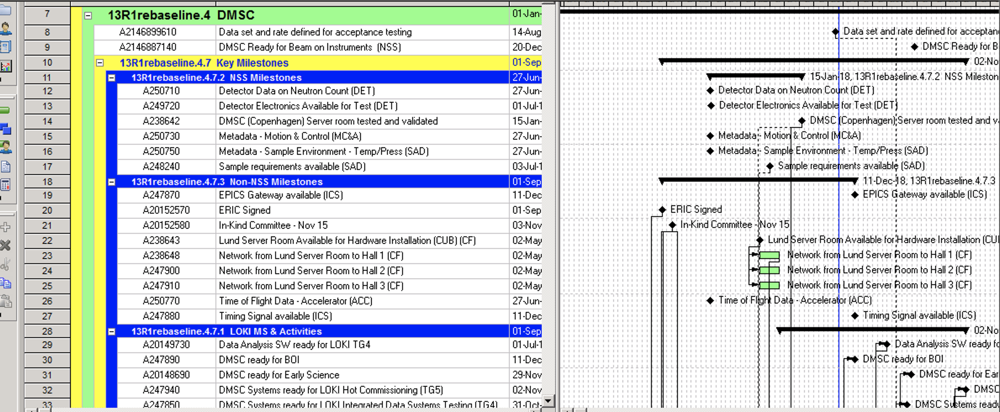 7 13R1rebaseline.4 DMSC 01-Jan-
8 A2146899610 Data set and rate defined for acceptance testing 14-Aug Data set and rate defined for acceptan
9 A2146887140 DMSC Ready for Beam on Instruments (NSS) 20-Dec DMSC Ready for B
10 13R1rebaseline.4.7 Key Milestones 01-Sep 02-No
11 13R1rebaseline.4.7.2 NSS Milestones 27-Jun- 15-Jan-18, 13R1rebaseline.4.7.2 NSS Mileston
12 A250710 Detector Data on Neutron Count (DET) 27-Jun- Detector Data on Neutron Count (DET)
13 A249720 Detector Electronics Available for Test (DET) 01-Jul-1 Detector Electronics Available for Test (DET)
14 A238642 DMSC (Copenhagen) Server room tested and validated 15-Jan- DMSC (Copenhagen) Server room tested and v
15 A250730 Metadata - Motion & Control (MC&A) 27-Jun- Metadata - Motion & Control (MC&A)
16 A250750 Metadata - Sample Environment - Temp/Press (SAD) 27-Jun- Metadata - Sample Environment - Temp/Press (SAD)
17 A248240 Sample requirements available (SAD) 03-Jul-1 Sample requirements available (SAD)
18 13R1rebaseline.4.7.3 Non-NSS Milestones 01-Sep 11-Dec-18, 13R1rebaseline.4.7.3
19 A247870 EPICS Gateway available (ICS) 11-Dec EPICS Gateway available (ICS)
20 A20152570 ERIC Signed 01-Sep ERIC Signed
21 A20152580 In-Kind Committee - Nov 15 03-Nov In-Kind Committee - Nov 15
22 A238643 Lund Server Room Available for Hardware Installation (CUB) (CF) 02-May Lund Server Room Available for Hardware Installation (CU
23 A238648 Network from Lund Server Room to Hall 1 (CF) 02-May Network from Lund Server Room to Hall 1 (CF)
24 A247900 Network from Lund Server Room to Hall 2 (CF) 02-May Network from Lund Server Room to Hall 2 (CF)
25 A247910 Network from Lund Server Room to Hall 3 (CF) 02-May Network from Lund Server Room to Hall 3 (CF)
26 A250770 Time of Flight Data - Accelerator (ACC) 27-Jun- Time of Flight Data - Accelerator (ACC)
27 A247880 Timing Signal available (ICS) 11-Dec Timing Signal available (ICS)
28 13R1rebaseline.4.7.1 LOKI MS & Activities 01-Sep 02-No
29 A20149730 Data Analysis SW ready for LOKI TG4 01-Jul-1 Data Analysis SW ready fo
30 A247890 DMSC ready for BOI 11-Dec DMSC ready for BOI
31 A20148690 DMSC ready for Early Science 29-Nov DMSC ready for Ear
32 A247940 DMSC Systems ready for LOKI Hot Commissioning (TG5) 02-Nov DMSC
33 A247850 DMSC Systems ready for LOKI Integrated Data Systems Testing (TG4) 31-Oct- DMSC Systems read